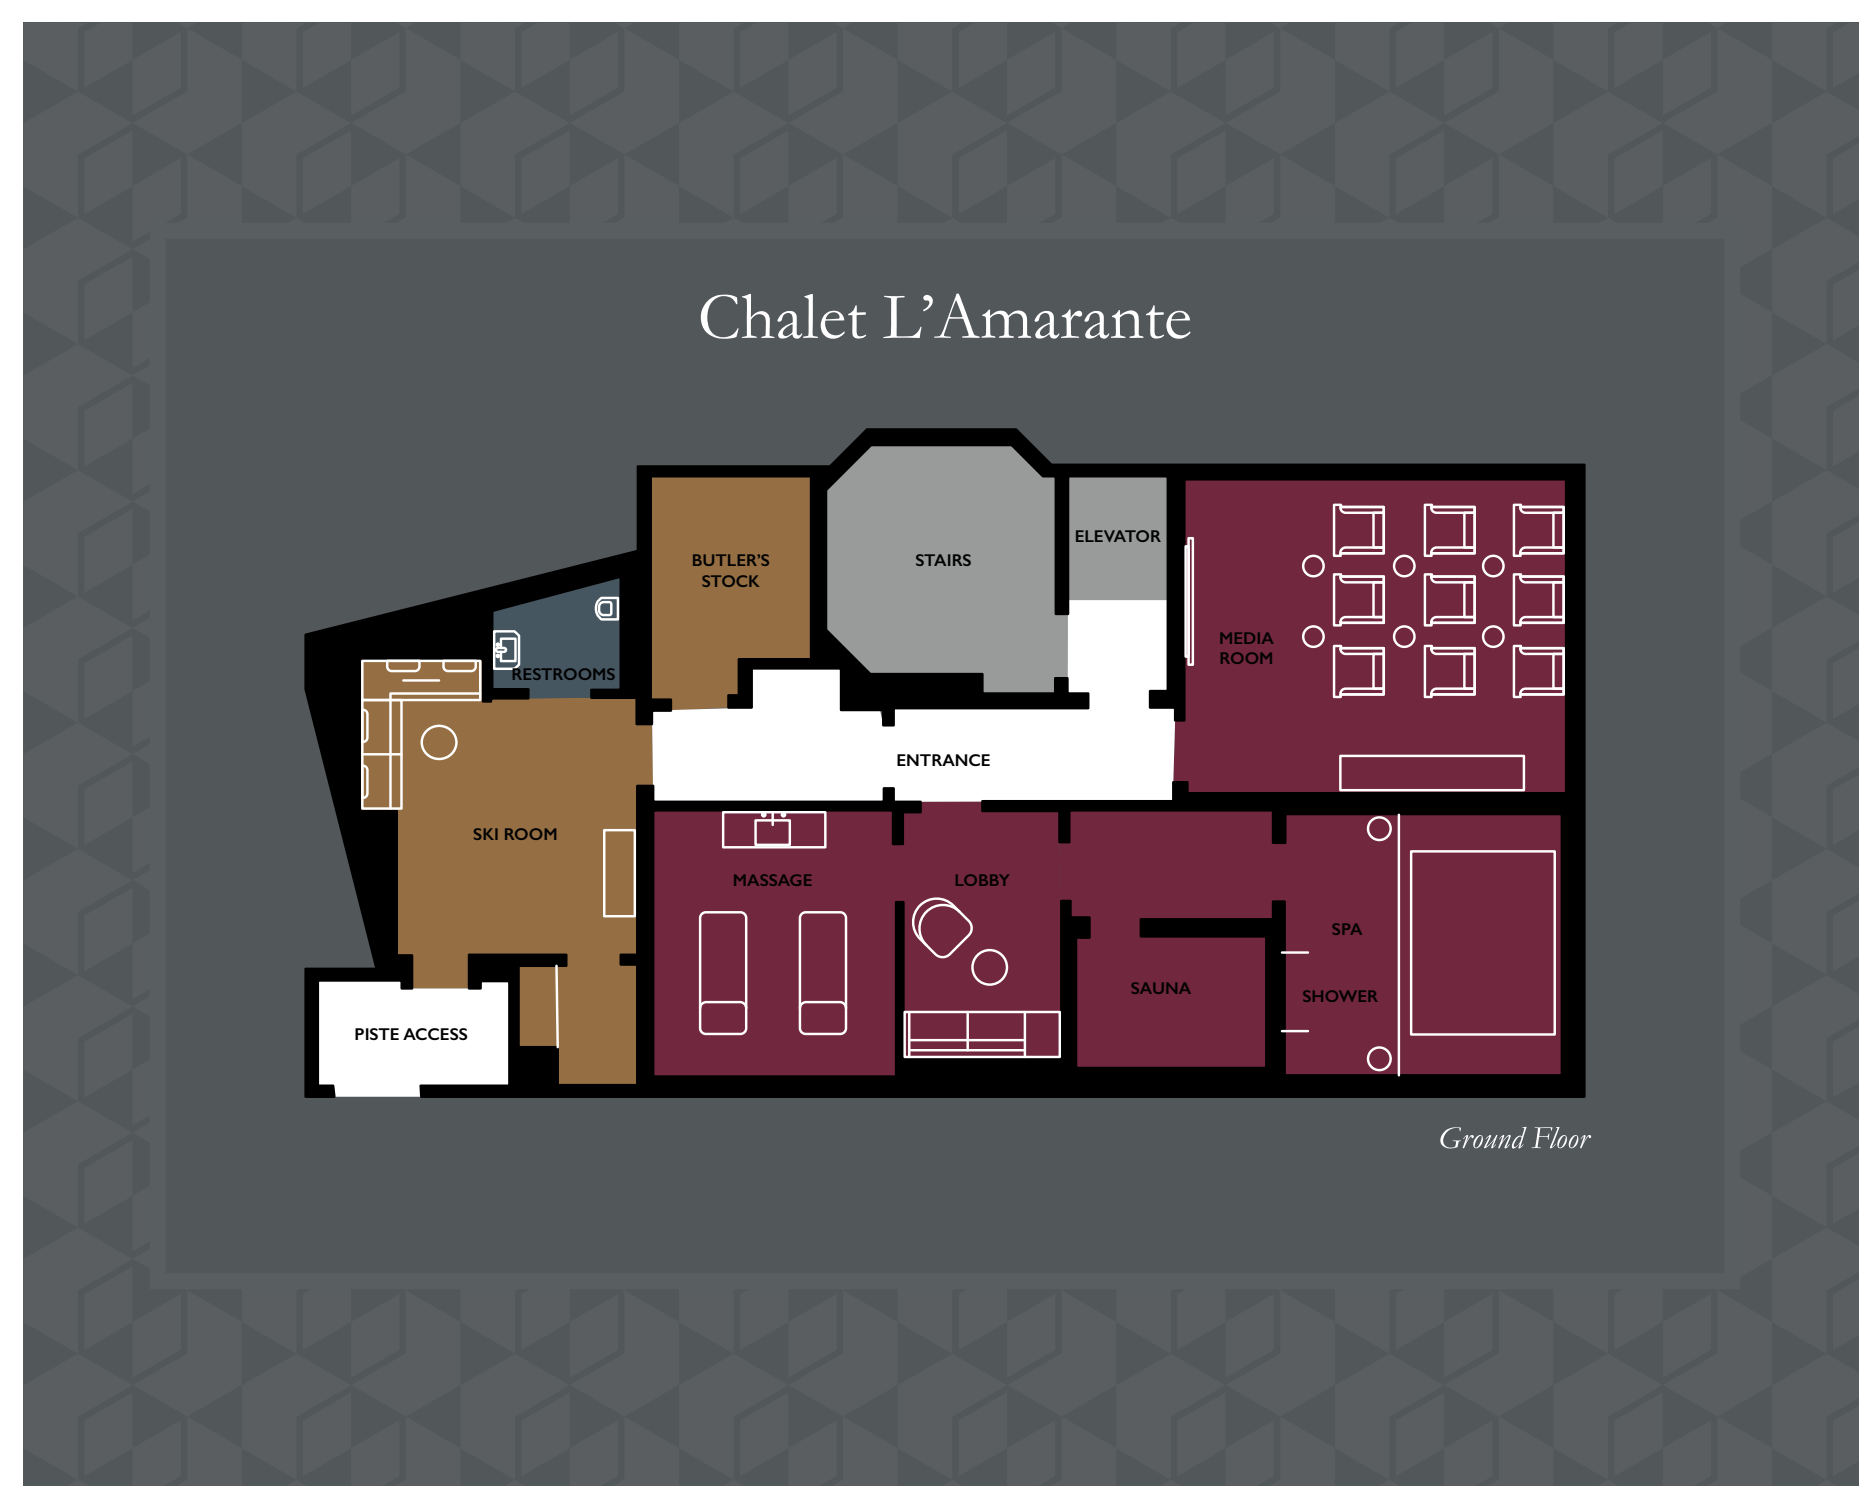 Chalet L’Amarante
BUTLER’S
STOCK
STAIRS
ELEVATOR
MEDIA
ROOM
RESTROOMS
ENTRANCE
SKI ROOM
MASSAGE
LOBBY
SPA
SAUNA
SHOWER
PISTE ACCESS
Ground Floor